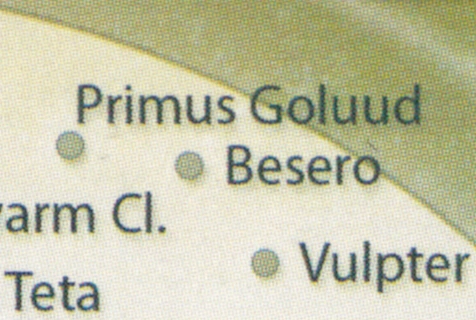 Primus Goluud
Besero
arm Cl.
Vulpter
Teta